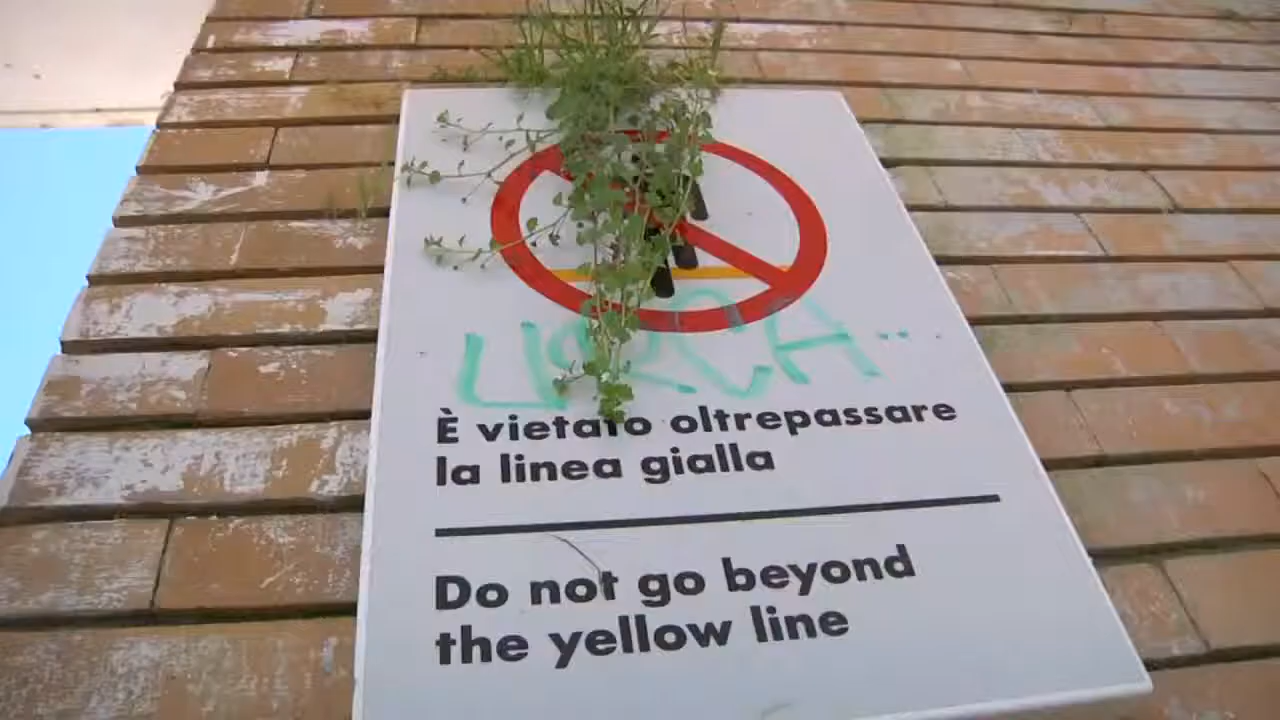 È vietato oltrepassare
la linea gialla
Do not go beyond
the yellow line